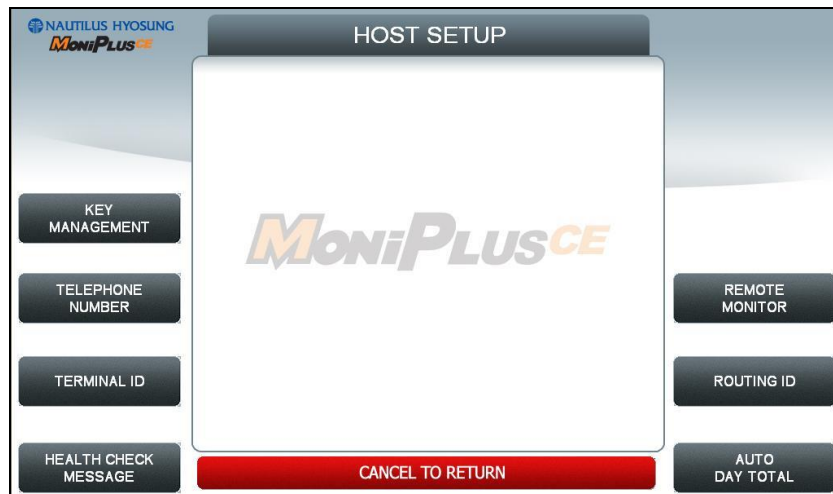 NAUTILUS HYOSUNG
MoniPlusCE
HOST SETUP
MoniPlusCE
KEY
MANAGEMENT
TELEPHONE
NUMBER
REMOTE
MONITOR
TERMINAL ID
ROUTING ID
HEALTH CHECK
MESSAGE
CANCEL TO RETURN
AUTO
DAY TOTAL